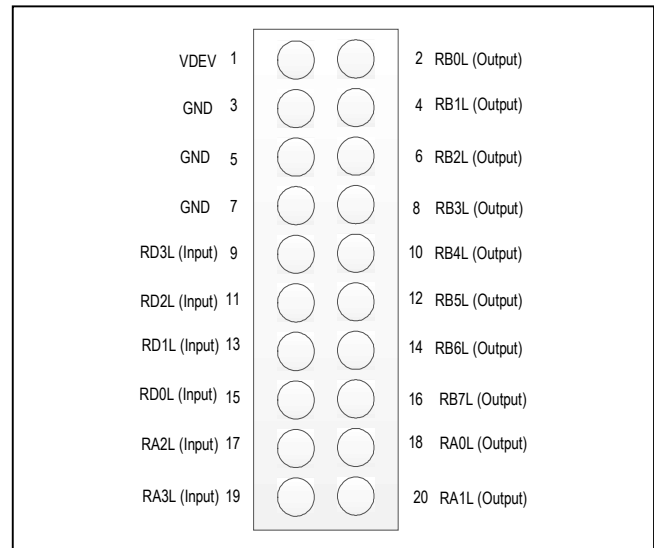 VDEV 1 2 RB0L (Output)
GND 3 4 RB1L (Output)
GND 5 6 RB2L (Output)
GND 7 8 RB3L (Output)
RD3L (Input) 9 10 RB4L (Output)
RD2L (Input) 11 12 RB5L (Output)
RD1L (Input) 13 14 RB6L (Output)
RD0L (Input) 15 16 RB7L (Output)
RA2L (Input) 17 18 RA0L (Output)
RA3L (Input) 19 20 RA1L (Output)